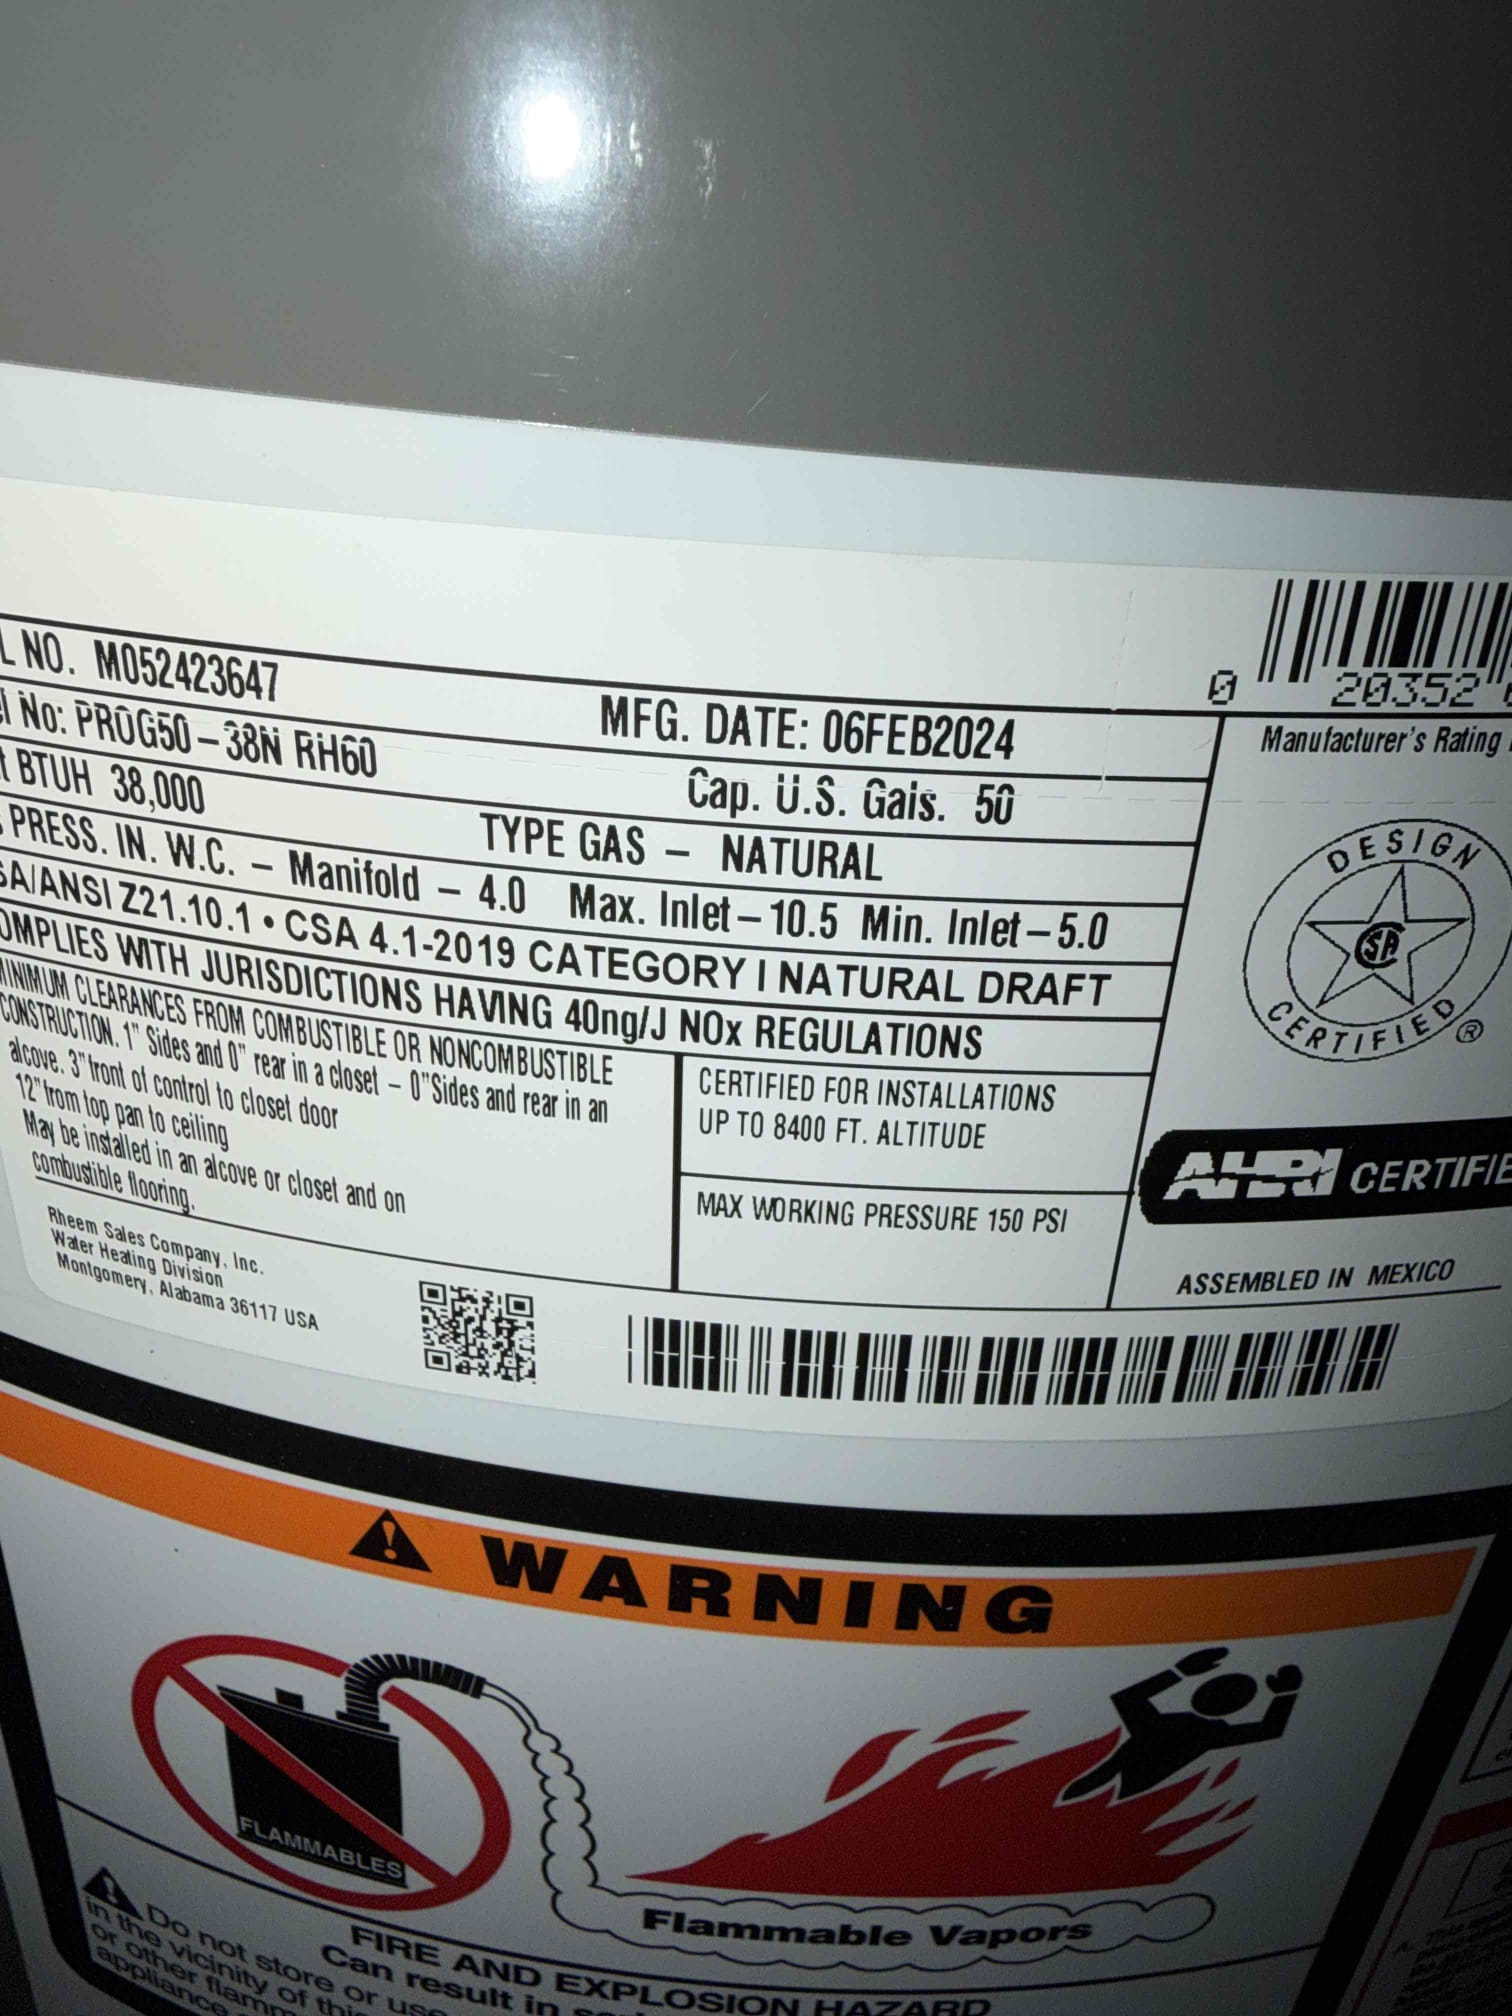 L NO. M052423647
MFG. DATE: 06FEB2024
0 20352
No: PROG50-38N RH60
Cap. U.S. Gals. 50
Manufacturer's Rating
BTUH 38,000
TYPE GAS - NATURAL
PRESS. IN. W.C. - Manifold - 4.0 Max. Inlet-10.5 Min. Inlet-5.0
SA/ANSI Z21.10.1 • CSA 4.1-2019 CATEGORY I NATURAL DRAFT
OMPLIES WITH JURISDICTIONS HAVING 40ng/J NOx REGULATIONS
MINIMUM CLEARANCES FROM COMBUSTIBLE OR NONCOMBUSTIBLE
CONSTRUCTION. 1" Sides and 0" rear in a closet - 0"Sides and rear in an
alcove. 3"front of control to closet door
12"from top pan to ceiling
May be installed in an alcove or closet and on
combustible flooring.
CERTIFIED FOR INSTALLATIONS
UP TO 8400 FT. ALTITUDE
MAX WORKING PRESSURE 150 PSI
DESIGN
SA
CERTIFIED ®
AHRI CERTIFIE
ASSEMBLED IN MEXICO
Rheem Sales Company, Inc.
Water Heating Division
Montgomery, Alabama 36117 USA
WARNING
FLAMMABLES
Flammable Vapors
FIRE AND EXPLOSION HAZARD
Can result in
Do not store or use
in the vicinity of this
or other
appliance